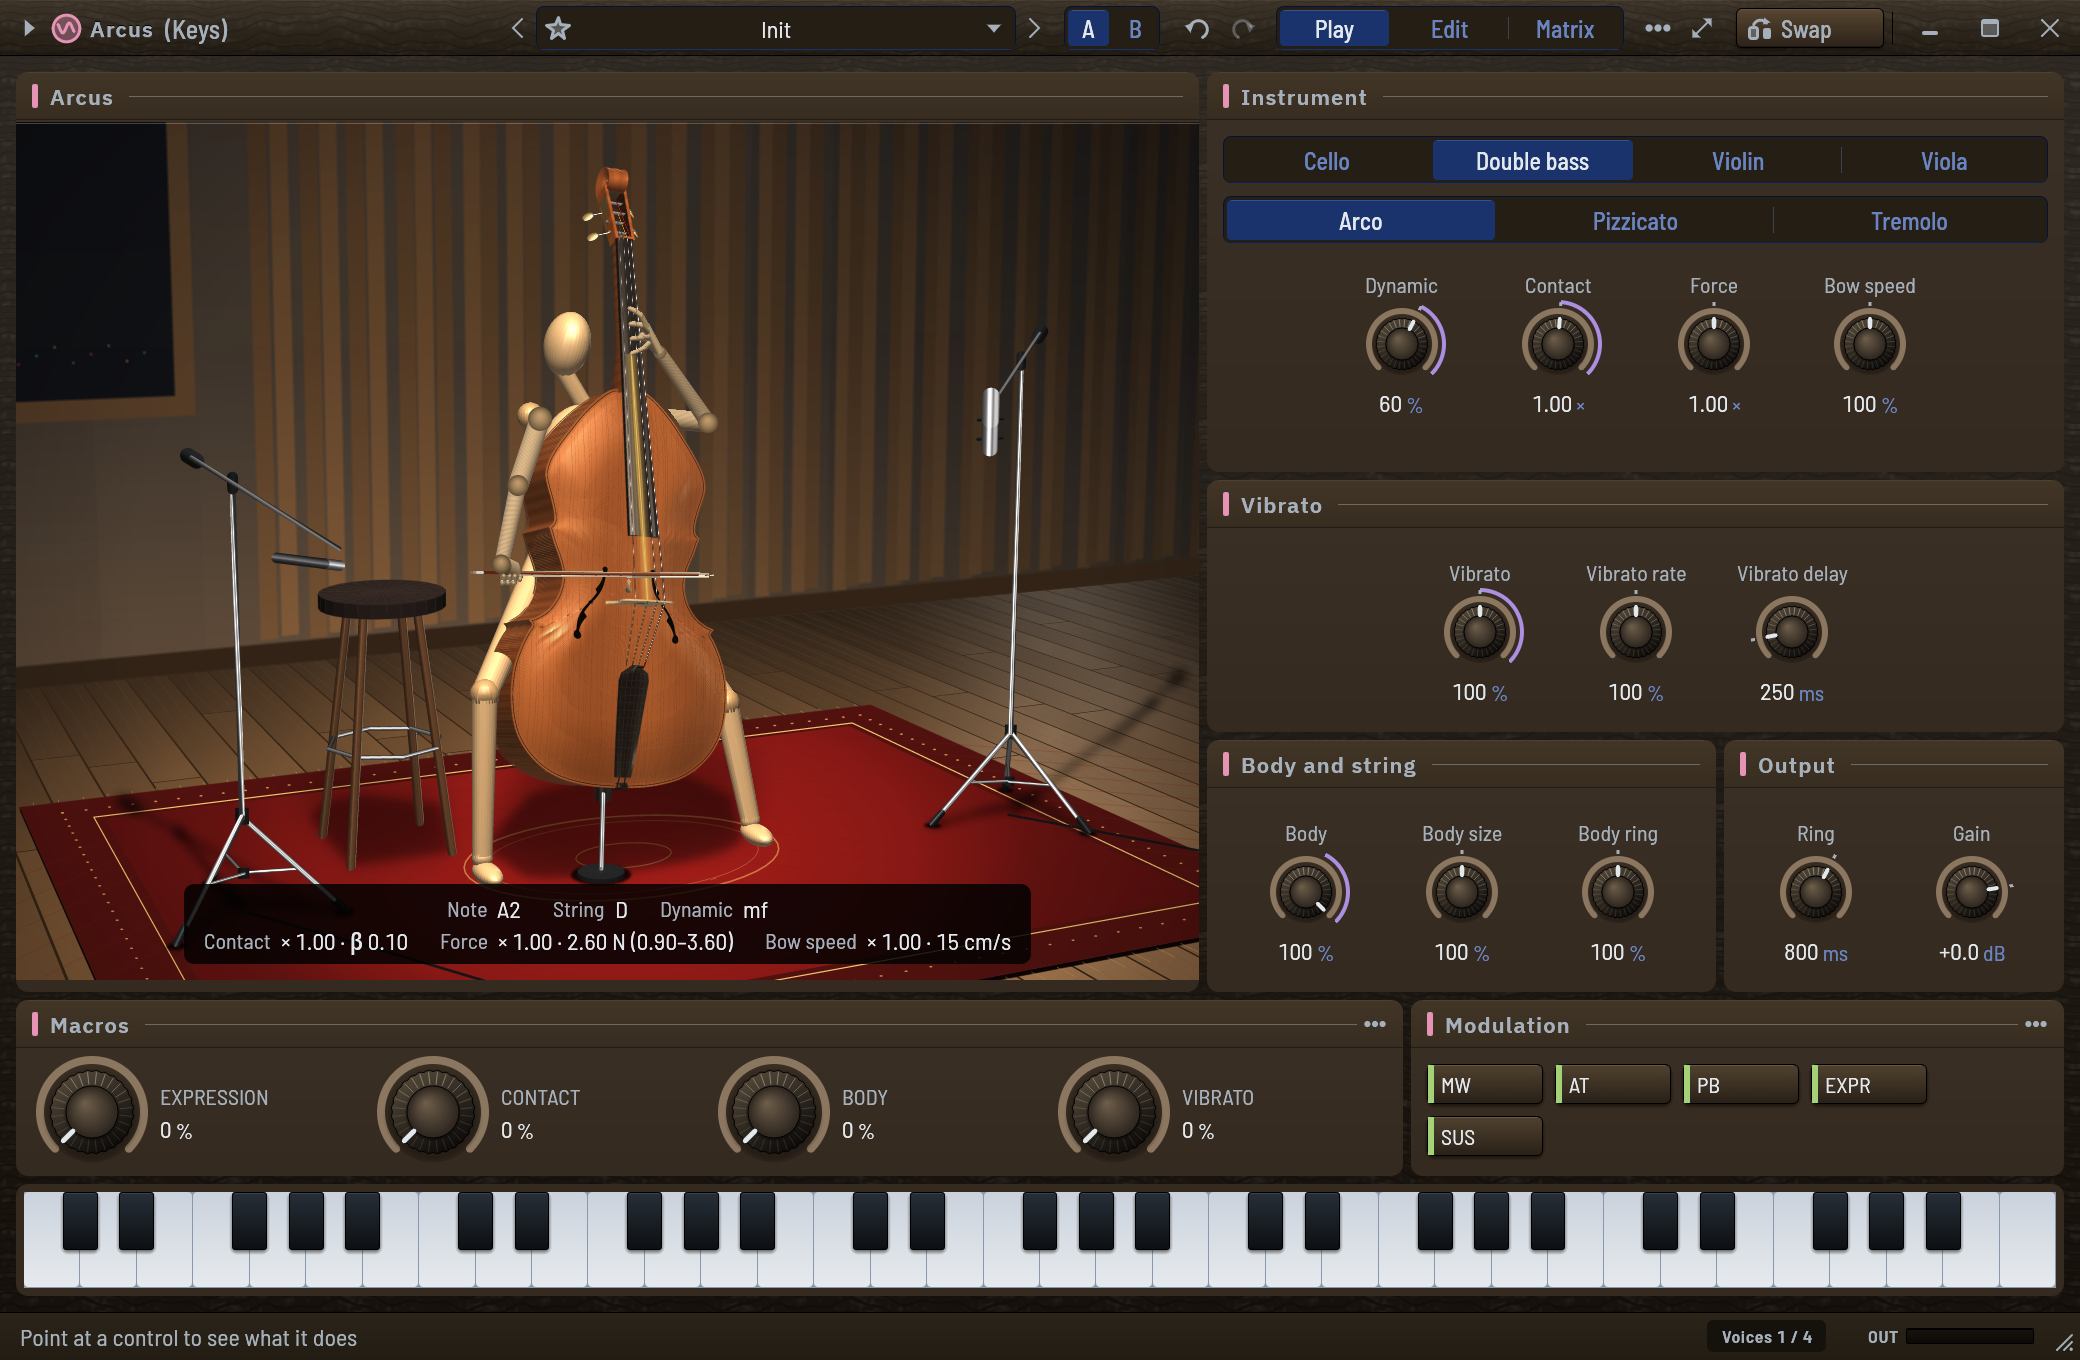 Arcus (Keys)
Init
A B
Play Edit Matrix
Swap
Arcus
Instrument
Cello Double bass Violin Viola
Arco Pizzicato Tremolo
Dynamic Contact Force Bow speed
60 % 1.00 × 1.00 × 100 %
Vibrato
Vibrato Vibrato rate Vibrato delay
100 % 100 % 250 ms
Body and string
Body Body size Body ring
100 % 100 % 100 %
Output
Ring Gain
800 ms +0.0 dB
Note A2 String D Dynamic mf
Contact × 1.00 · β 0.10 Force × 1.00 · 2.60 N (0.90–3.60) Bow speed × 1.00 · 15 cm/s
Macros
EXPRESSION
0 %
CONTACT
0 %
BODY
0 %
VIBRATO
0 %
Modulation
MW AT PB EXPR
SUS
Point at a control to see what it does
Voices 1 / 4
OUT